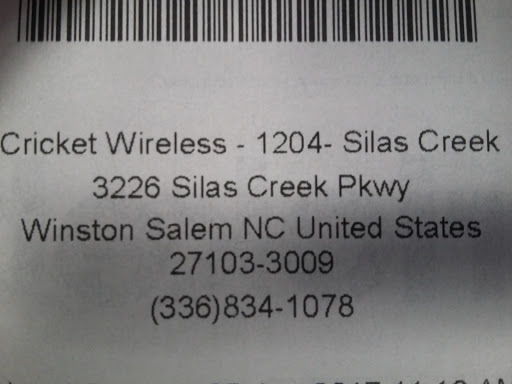 Cricket Wireless - 1204- Silas Creek
3226 Silas Creek Pkwy
Winston Salem NC United States
27103-3009
(336)834-1078